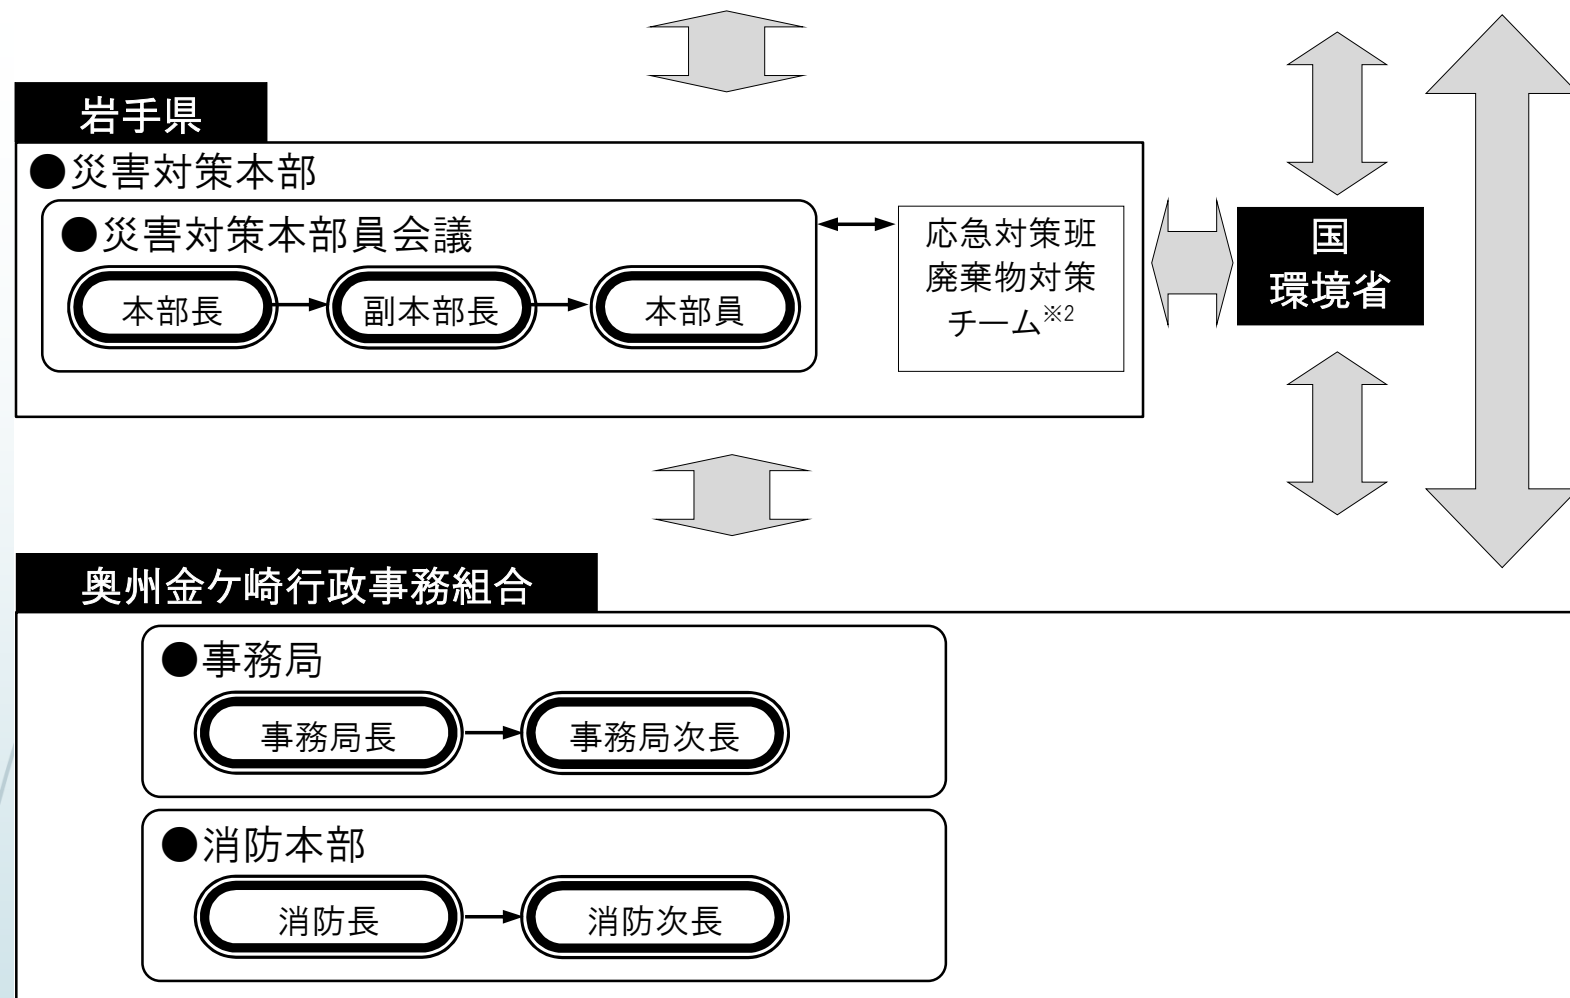 岩手県
●災害対策本部
●災害対策本部員会議
本部長
副本部長
本部員
応急対策班
廃棄物対策
チーム※2
国
環境省
奥州金ケ崎行政事務組合
●事務局
事務局長
事務局次長
●消防本部
消防長
消防次長